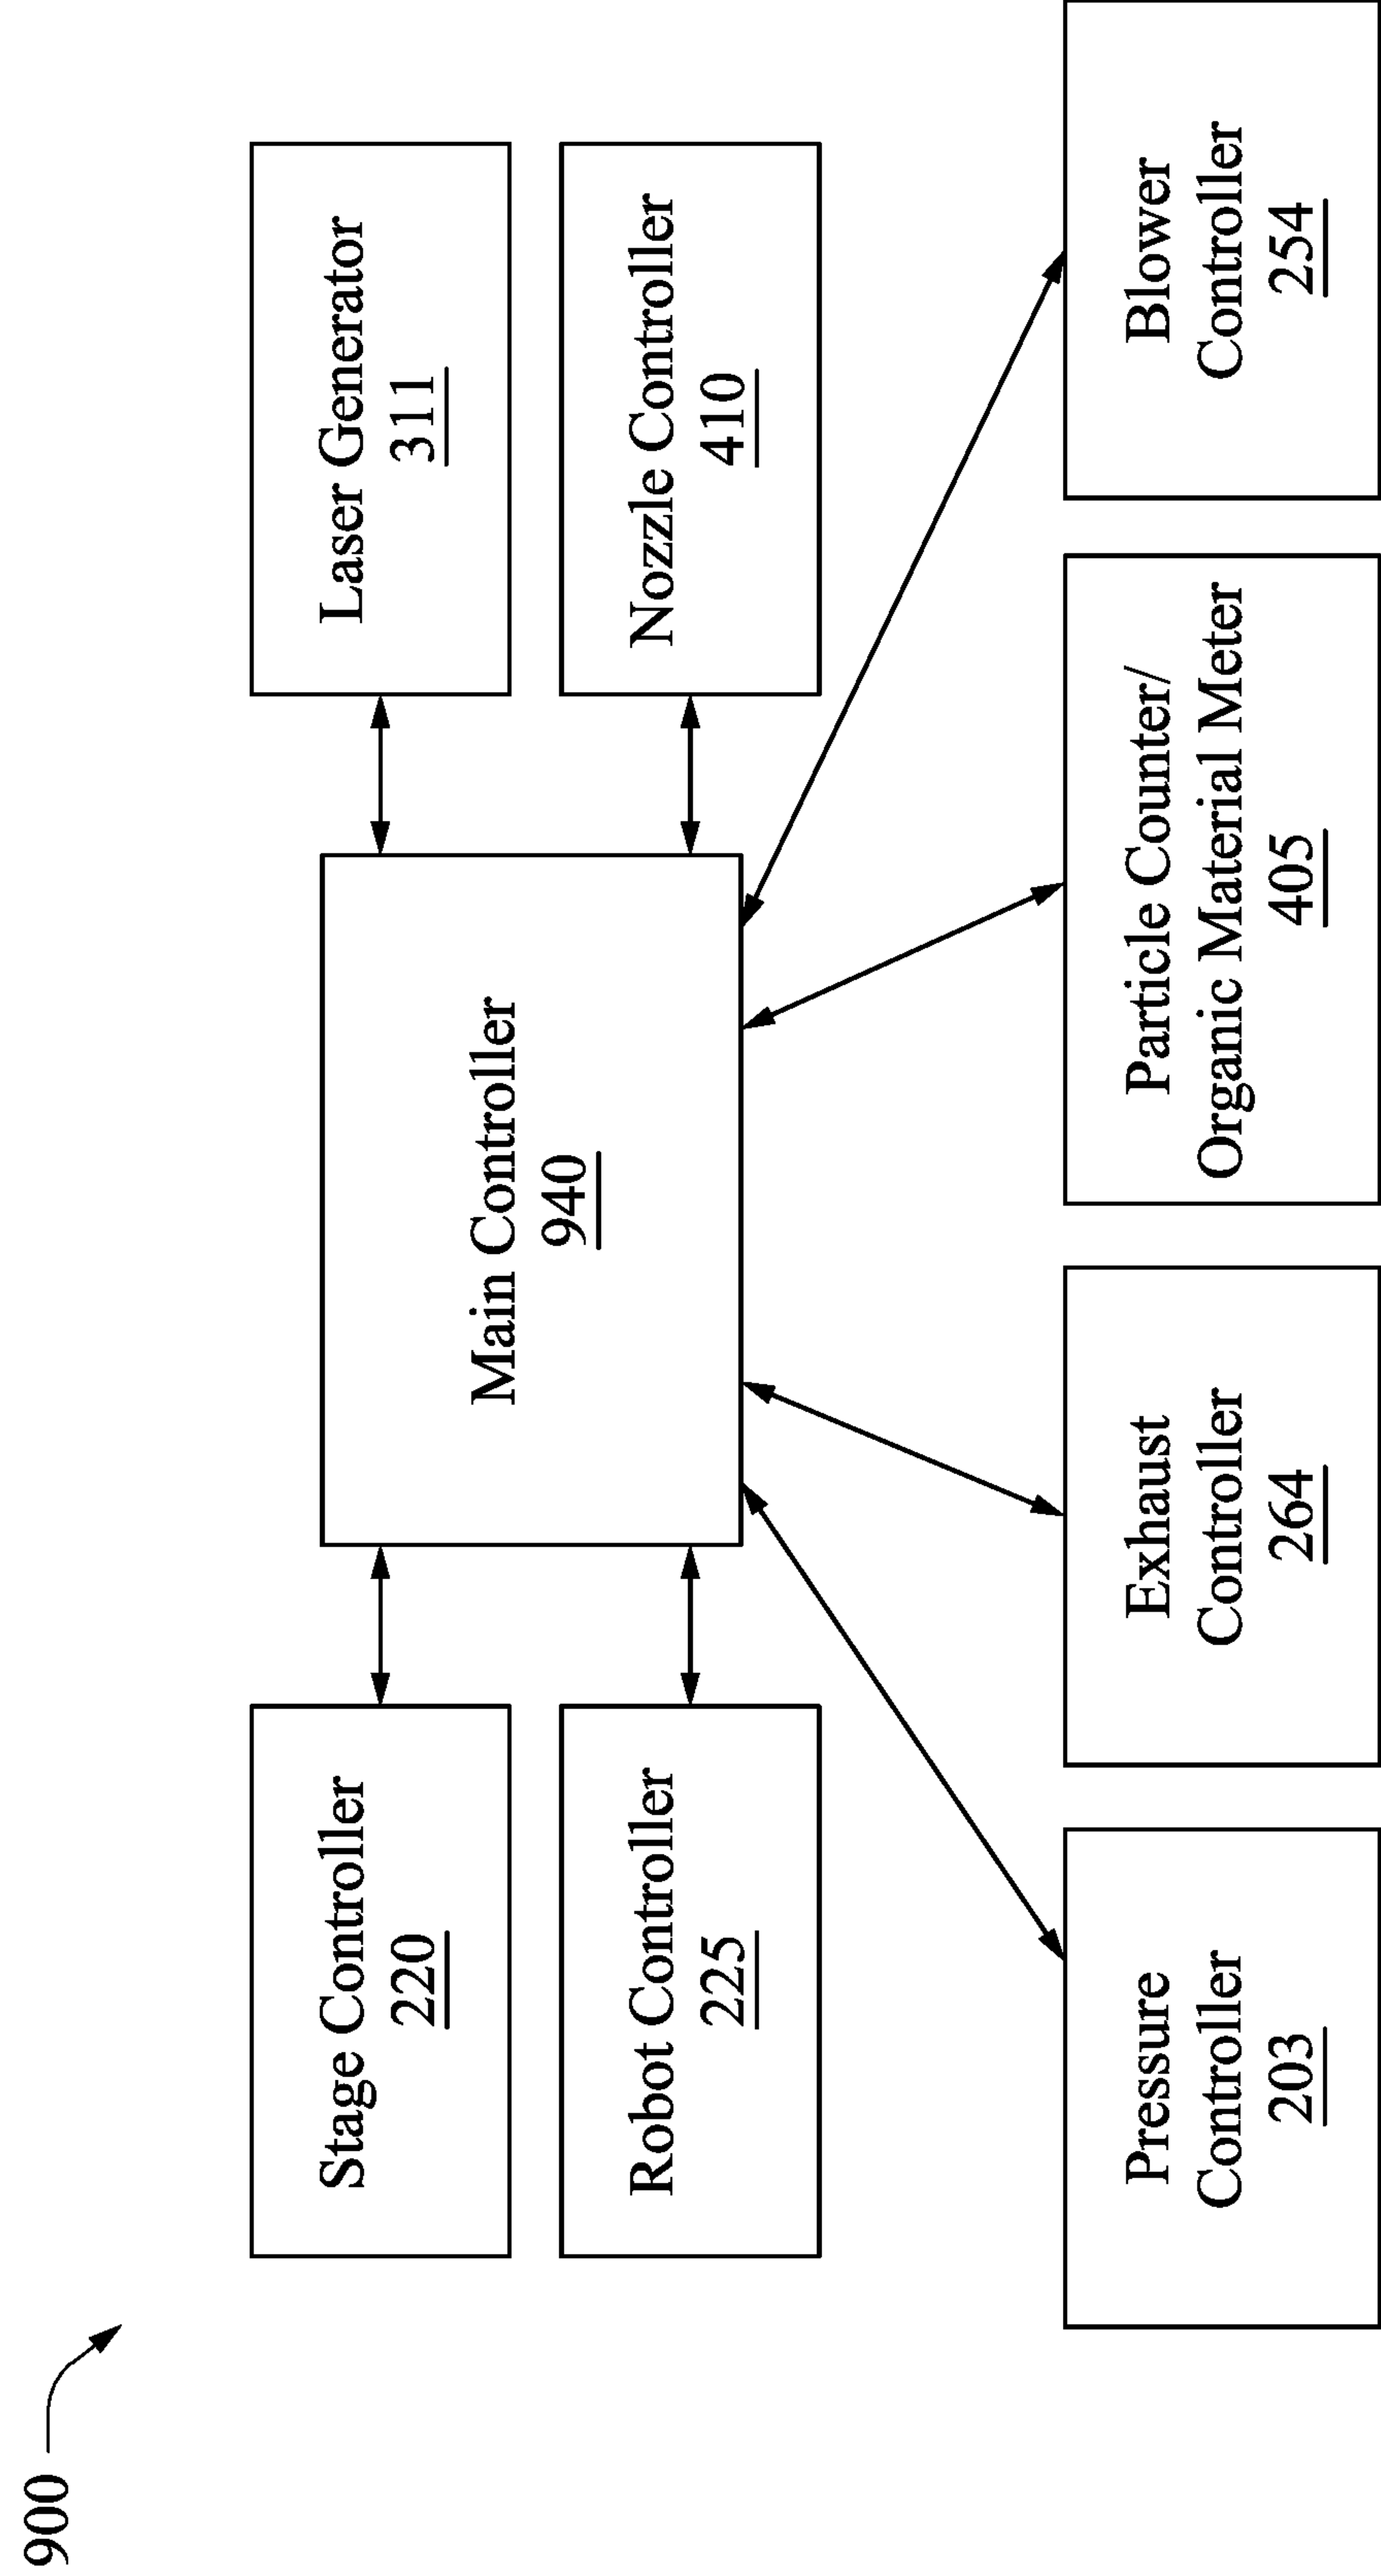 900
Stage Controller
220
Robot Controller
225
Main Controller
940
Laser Generator
311
Nozzle Controller
410
Pressure
Controller
203
Exhaust
Controller
264
Particle Counter/
Organic Material Meter
405
Blower
Controller
254